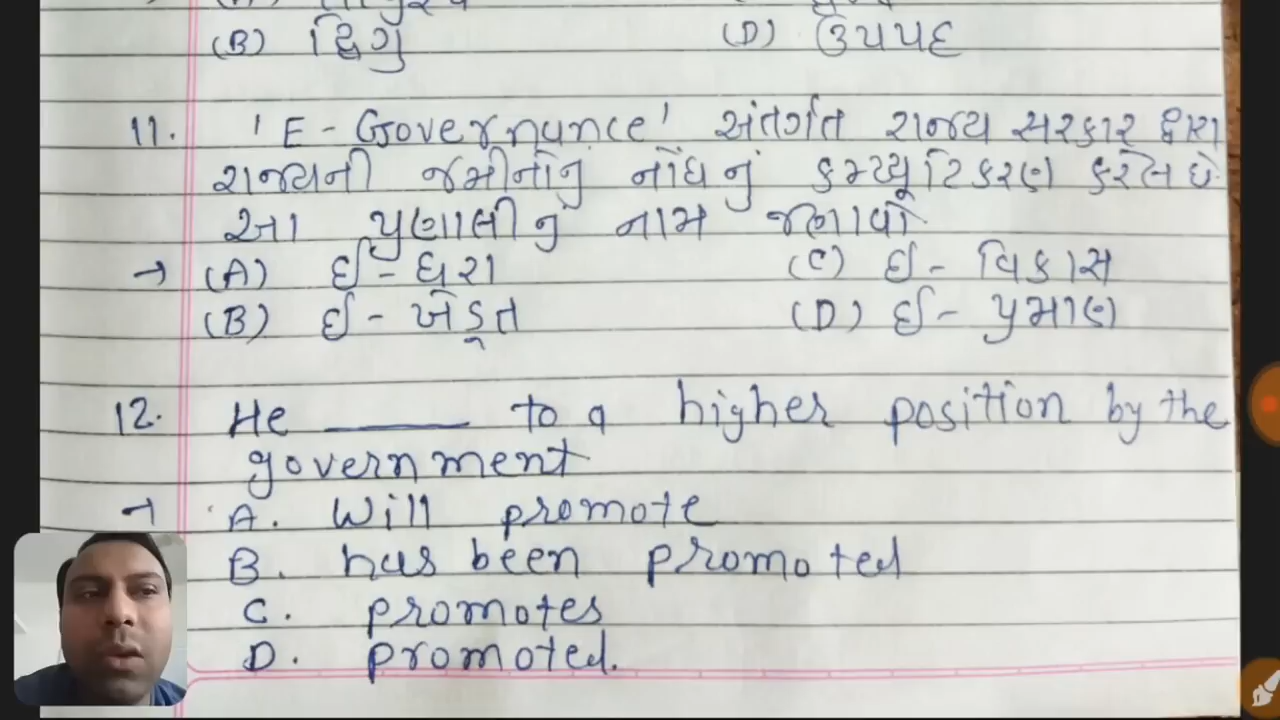 (B) દ્વિગુ (D) ઉપપદ
11. 'E-Governance' અંતર્ગત રાજ્ય સરકાર દ્વારા
રાજ્યની જમીનોનું નોંધનું કમ્પ્યૂટિકરણ કરેલ છે
આ પ્રણાલીનું નામ જણાવો
→ (A) ઈ-ધરા (C) ઈ-વિકાસ
(B) ઈ-ખેડૂત (D) ઈ-પ્રમાણ
12. He ______ to a higher position by the
government
→ A. Will promote
B. has been promoted
C. promotes
D. promoted.